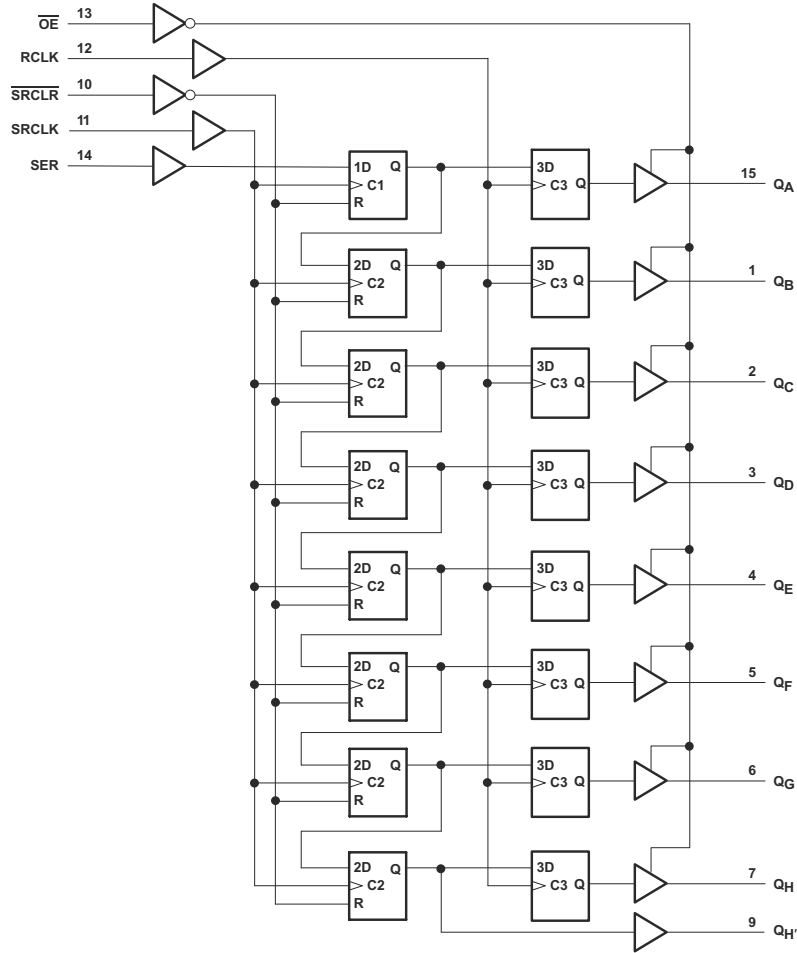 OE 13
RCLK 12
SRCLR 10
SRCLK 11
SER 14
1D Q 3D
C1 C3 Q 15 QA
R
2D Q 3D
C2 C3 Q 1 QB
R
2D Q 3D
C2 C3 Q 2 QC
R
2D Q 3D
C2 C3 Q 3 QD
R
2D Q 3D
C2 C3 Q 4 QE
R
2D Q 3D
C2 C3 Q 5 QF
R
2D Q 3D
C2 C3 Q 6 QG
R
2D Q 3D
C2 C3 Q 7 QH
R
9 QH′